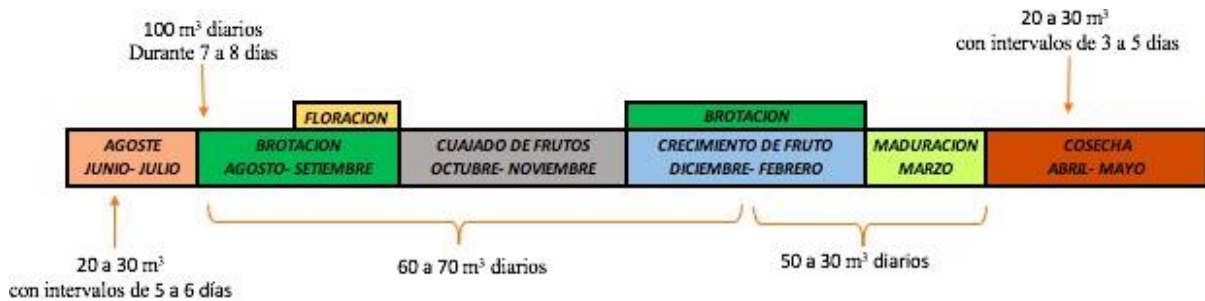 100 m³ diarios
Durante 7 a 8 días
20 a 30 m³
con intervalos de 3 a 5 días
FLORACION
BROTACION
AGOSTE
JUNIO- JULIO
BROTACION
AGOSTO- SETIEMBRE
CUAJADO DE FRUTOS
OCTUBRE- NOVIEMBRE
CRECIMIENTO DE FRUTO
DICIEMBRE- FEBRERO
MADURACION
MARZO
COSECHA
ABRIL- MAYO
20 a 30 m³
con intervalos de 5 a 6 días
60 a 70 m³ diarios
50 a 30 m³ diarios